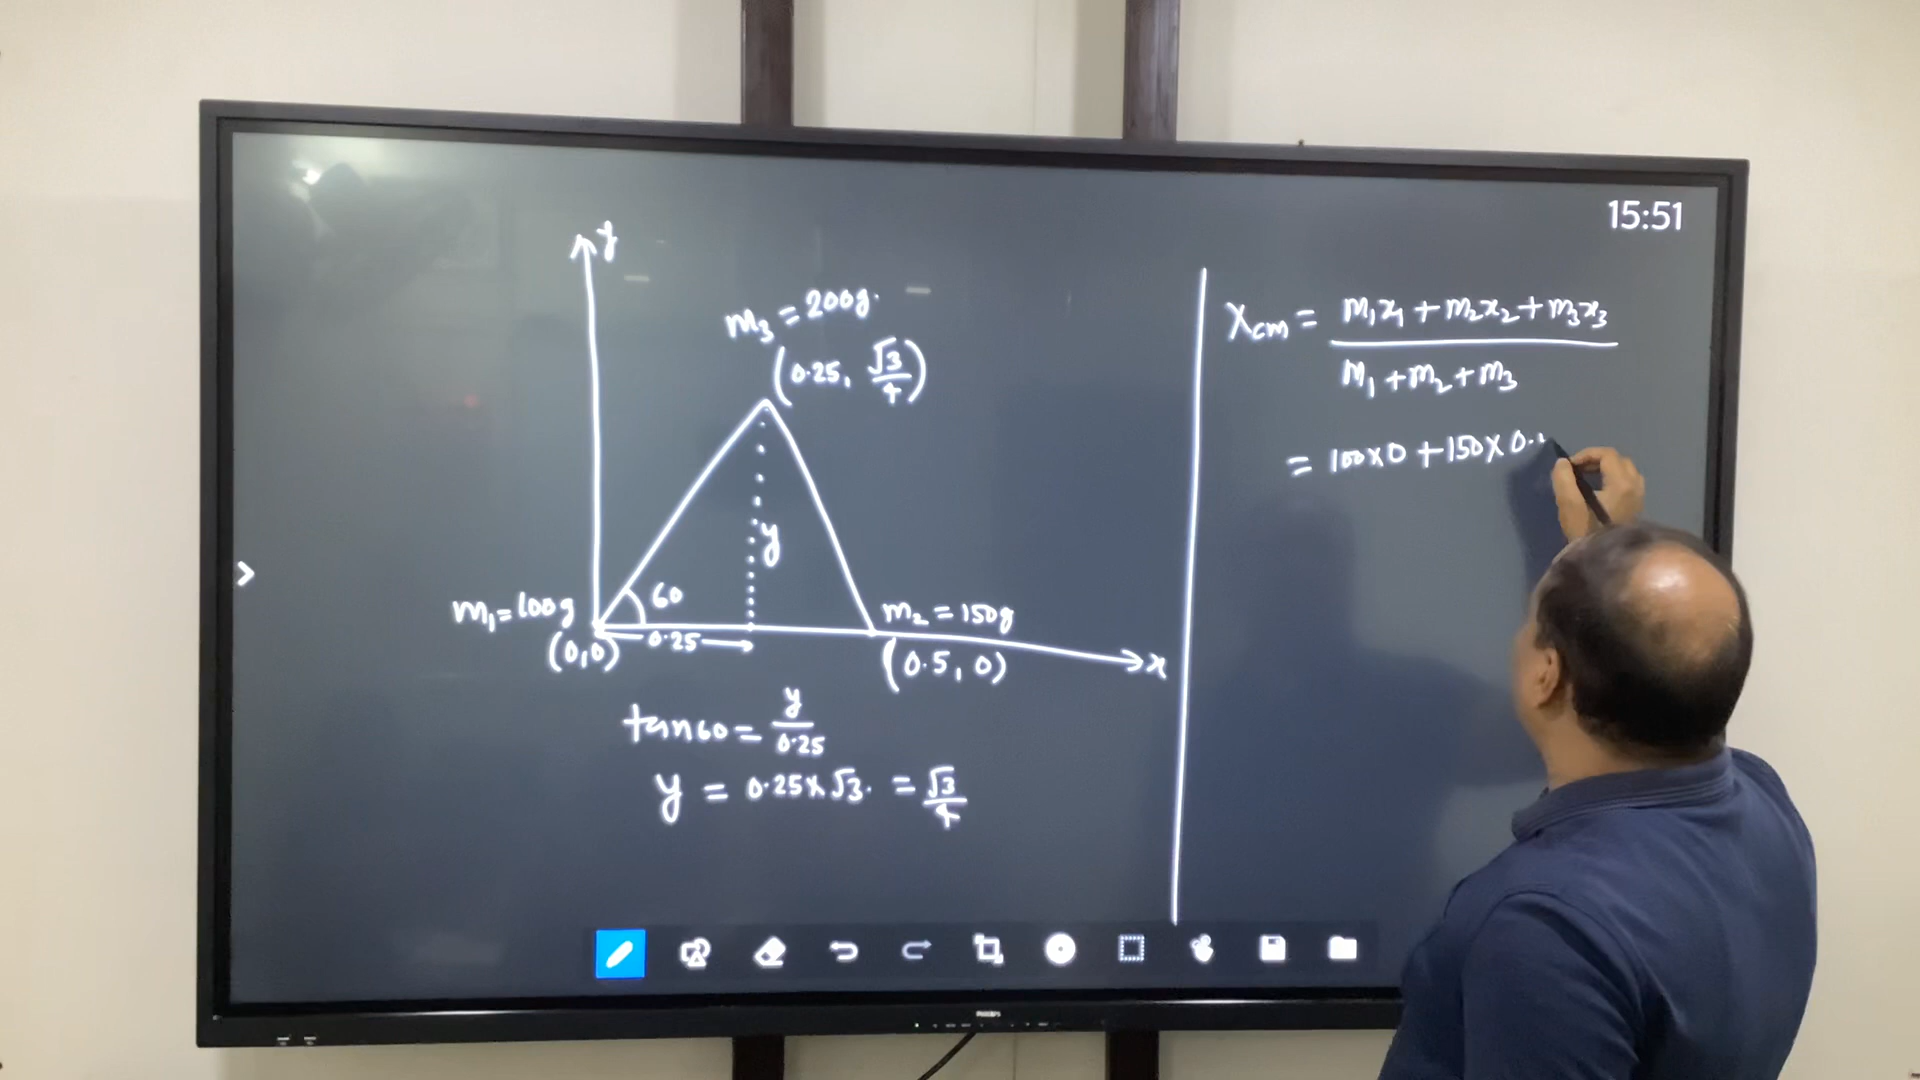 15:51
y
m₃ = 200g.
(0.25, √3/4)
y
60
m₁=100g
(0,0)
0.25
m₂ = 150g
(0.5, 0)
x
tan60 = y/0.25
y = 0.25×√3. = √3/4
Xcm = m₁x₁ + m₂x₂ + m₃x₃ / m₁ + m₂ + m₃
= 100×0 + 150×0.
PHILIPS